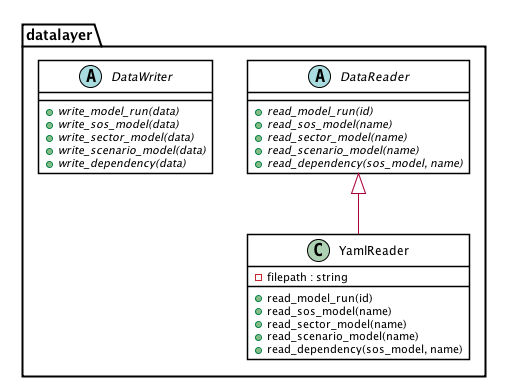 datalayer
A DataWriter
write_model_run(data)
write_sos_model(data)
write_sector_model(data)
write_scenario_model(data)
write_dependency(data)
A DataReader
read_model_run(id)
read_sos_model(name)
read_sector_model(name)
read_scenario_model(name)
read_dependency(sos_model, name)
C YamlReader
filepath : string
read_model_run(id)
read_sos_model(name)
read_sector_model(name)
read_scenario_model(name)
read_dependency(sos_model, name)